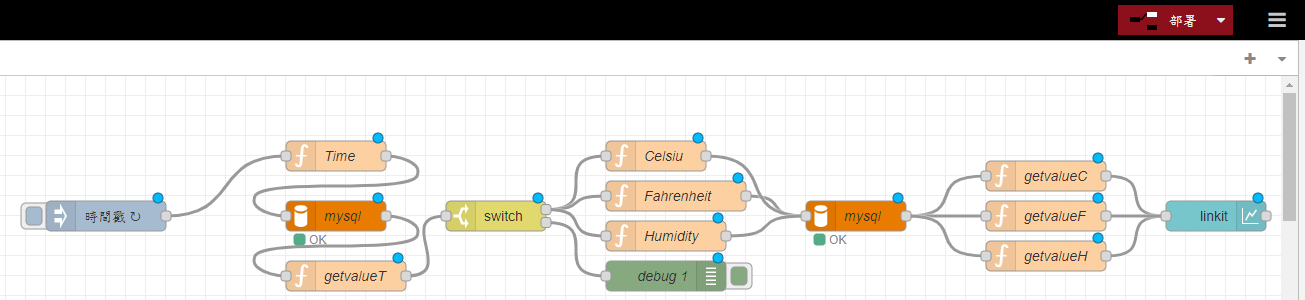 部署
時間戳 ↻
Time
mysql
OK
getvalueT
switch
Celsiu
Fahrenheit
Humidity
debug 1
mysql
OK
getvalueC
getvalueF
getvalueH
linkit